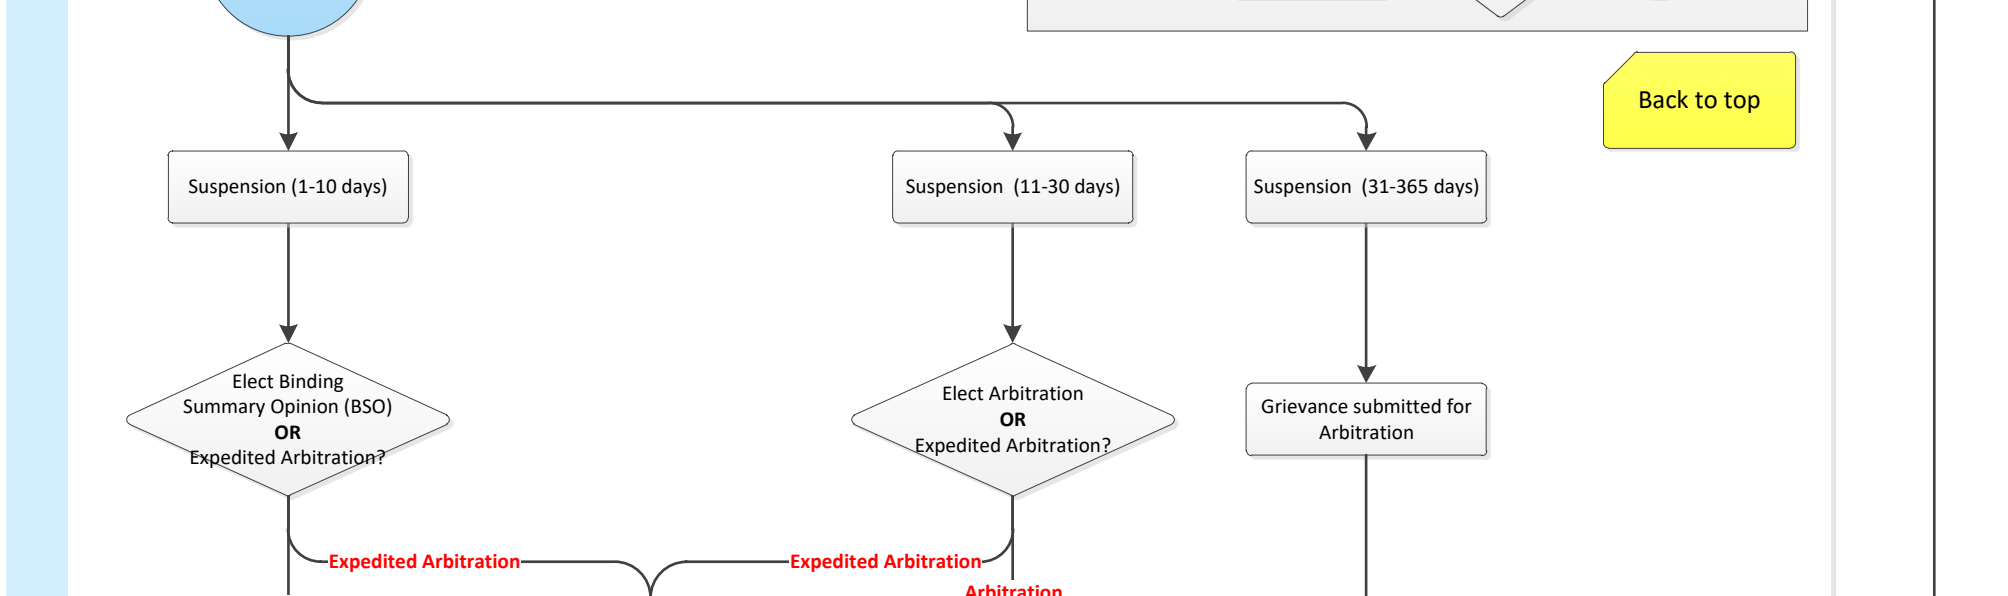 Back to top
Suspension (1-10 days)
Suspension  (11-30 days)
Suspension  (31-365 days)
Elect Binding
Summary Opinion (BSO)
OR
Expedited Arbitration?
Elect Arbitration
OR
Expedited Arbitration?
Grievance submitted for
Arbitration
Expedited Arbitration
Expedited Arbitration
Arbitration